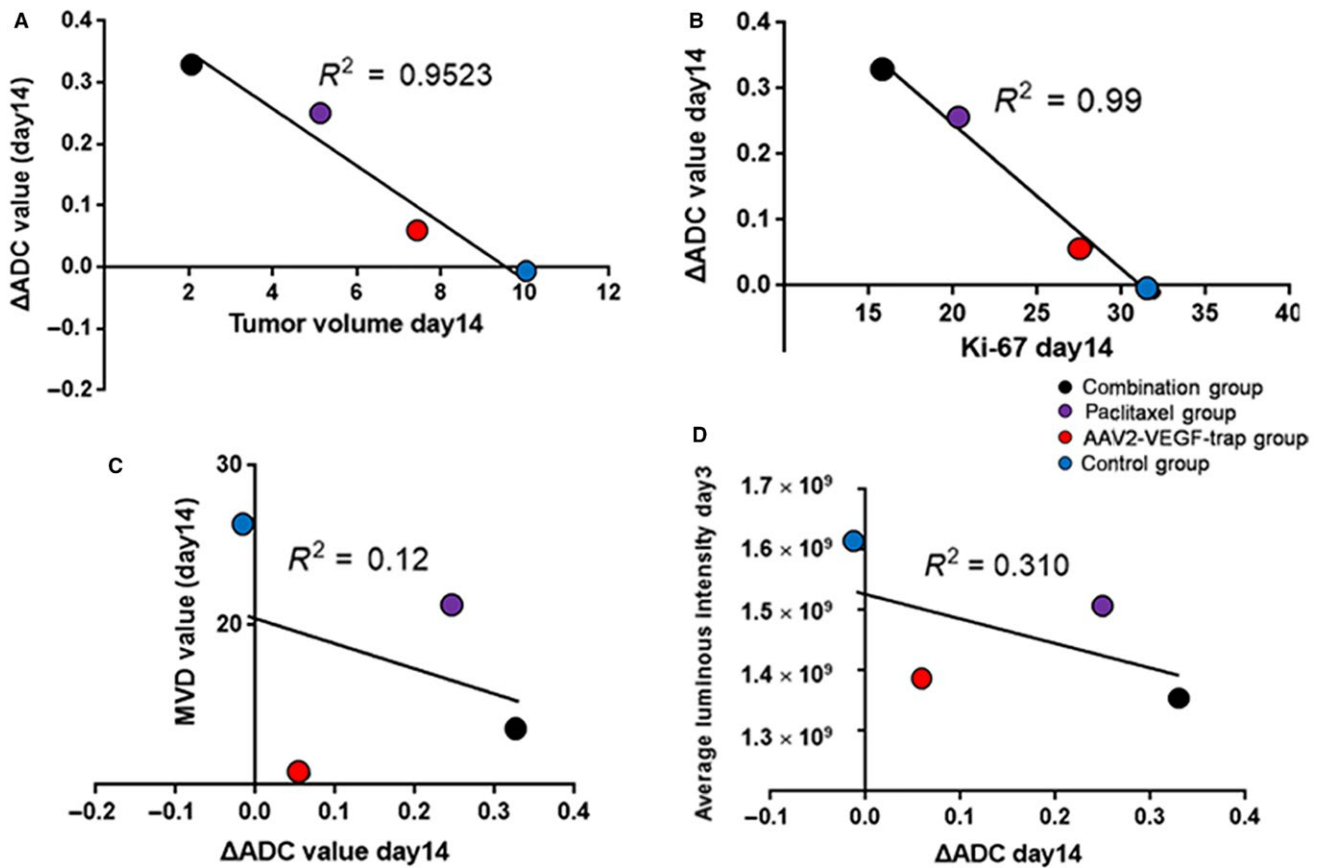 A
0.4
0.3
0.2
0.1
0.0
−0.1
−0.2
ΔADC value (day14)
R² = 0.9523
2 4 6 8 10 12
Tumor volume day14
B
0.4
0.3
0.2
0.1
0.0
ΔADC value day14
R² = 0.99
15 20 25 30 35 40
Ki-67 day14
Combination group
Paclitaxel group
AAV2-VEGF-trap group
Control group
C
30
20
MVD value (day14)
R² = 0.12
−0.2 −0.1 0.0 0.1 0.2 0.3 0.4
ΔADC value day14
D
1.7 × 10⁹
1.6 × 10⁹
1.5 × 10⁹
1.4 × 10⁹
1.3 × 10⁹
Average luminous intensity day3
R² = 0.310
−0.1 0.0 0.1 0.2 0.3 0.4
ΔADC day14